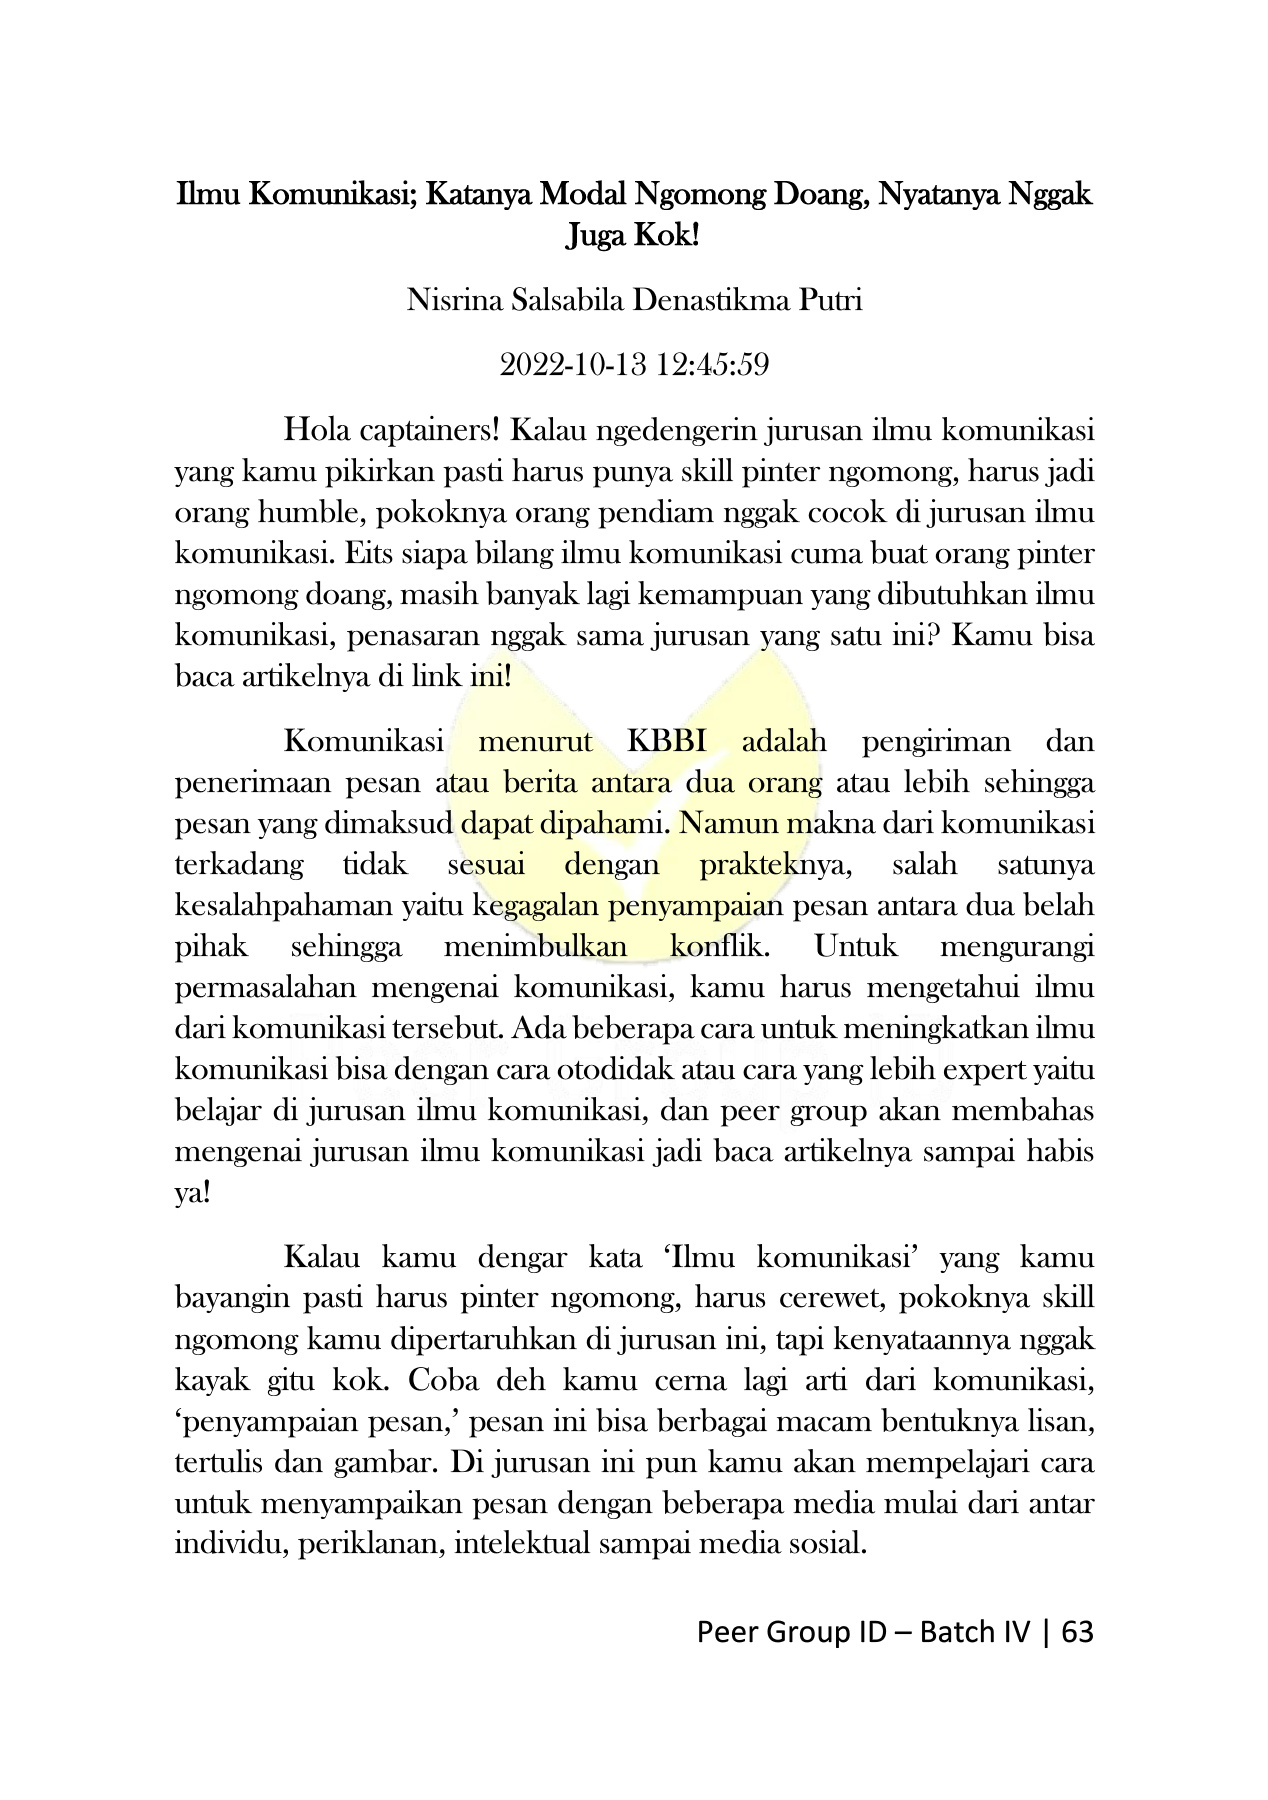 Ilmu Komunikasi; Katanya Modal Ngomong Doang, Nyatanya Nggak
Juga Kok!
Nisrina Salsabila Denastikma Putri
2022-10-13 12:45:59
Hola captainers! Kalau ngedengerin jurusan ilmu komunikasi
yang kamu pikirkan pasti harus punya skill pinter ngomong, harus jadi
orang humble, pokoknya orang pendiam nggak cocok di jurusan ilmu
komunikasi. Eits siapa bilang ilmu komunikasi cuma buat orang pinter
ngomong doang, masih banyak lagi kemampuan yang dibutuhkan ilmu
komunikasi, penasaran nggak sama jurusan yang satu ini? Kamu bisa
baca artikelnya di link ini!
Komunikasi menurut KBBI adalah pengiriman dan
penerimaan pesan atau berita antara dua orang atau lebih sehingga
pesan yang dimaksud dapat dipahami. Namun makna dari komunikasi
terkadang tidak sesuai dengan prakteknya, salah satunya
kesalahpahaman yaitu kegagalan penyampaian pesan antara dua belah
pihak sehingga menimbulkan konflik. Untuk mengurangi
permasalahan mengenai komunikasi, kamu harus mengetahui ilmu
dari komunikasi tersebut. Ada beberapa cara untuk meningkatkan ilmu
komunikasi bisa dengan cara otodidak atau cara yang lebih expert yaitu
belajar di jurusan ilmu komunikasi, dan peer group akan membahas
mengenai jurusan ilmu komunikasi jadi baca artikelnya sampai habis
ya!
Kalau kamu dengar kata ‘Ilmu komunikasi’ yang kamu
bayangin pasti harus pinter ngomong, harus cerewet, pokoknya skill
ngomong kamu dipertaruhkan di jurusan ini, tapi kenyataannya nggak
kayak gitu kok. Coba deh kamu cerna lagi arti dari komunikasi,
‘penyampaian pesan,’ pesan ini bisa berbagai macam bentuknya lisan,
tertulis dan gambar. Di jurusan ini pun kamu akan mempelajari cara
untuk menyampaikan pesan dengan beberapa media mulai dari antar
individu, periklanan, intelektual sampai media sosial.
Peer Group ID – Batch IV | 63